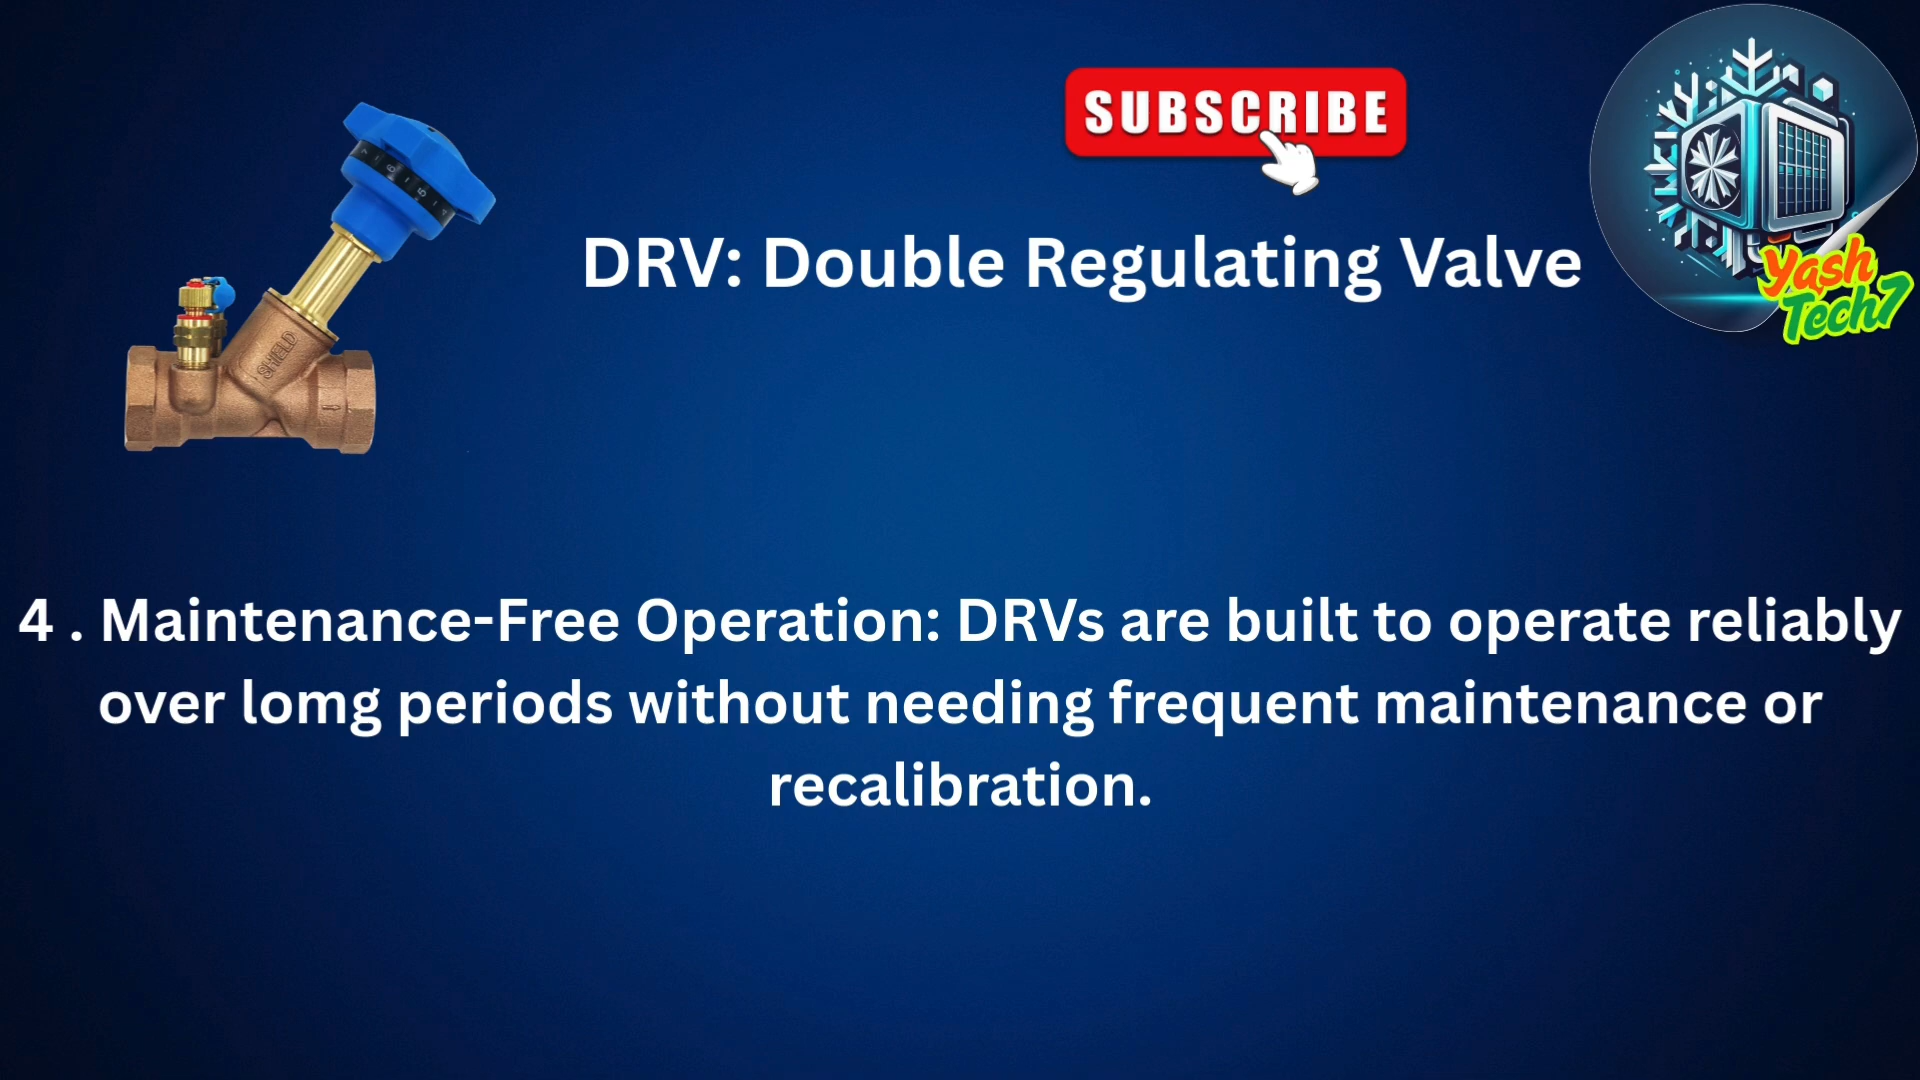 SUBSCRIBE
DRV: Double Regulating Valve
Yash
Tech7
SHIELD
4 . Maintenance-Free Operation: DRVs are built to operate reliably
over lomg periods without needing frequent maintenance or
recalibration.